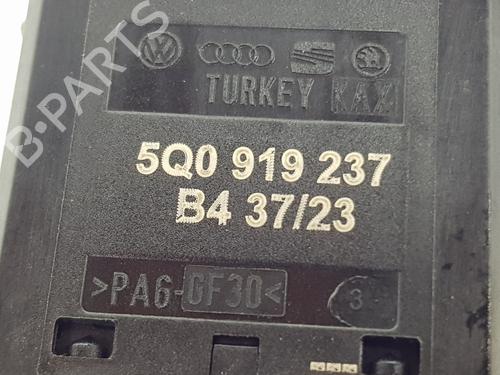 B-PARTS
TURKEY KAX
5Q0 919 237
B4 37/23
>PA6-GF30<
3